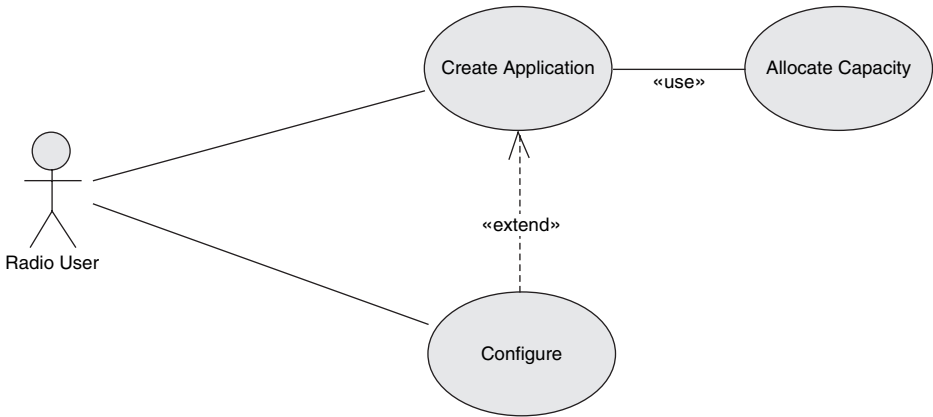 Create Application
«use»
Allocate Capacity
«extend»
Radio User
Configure